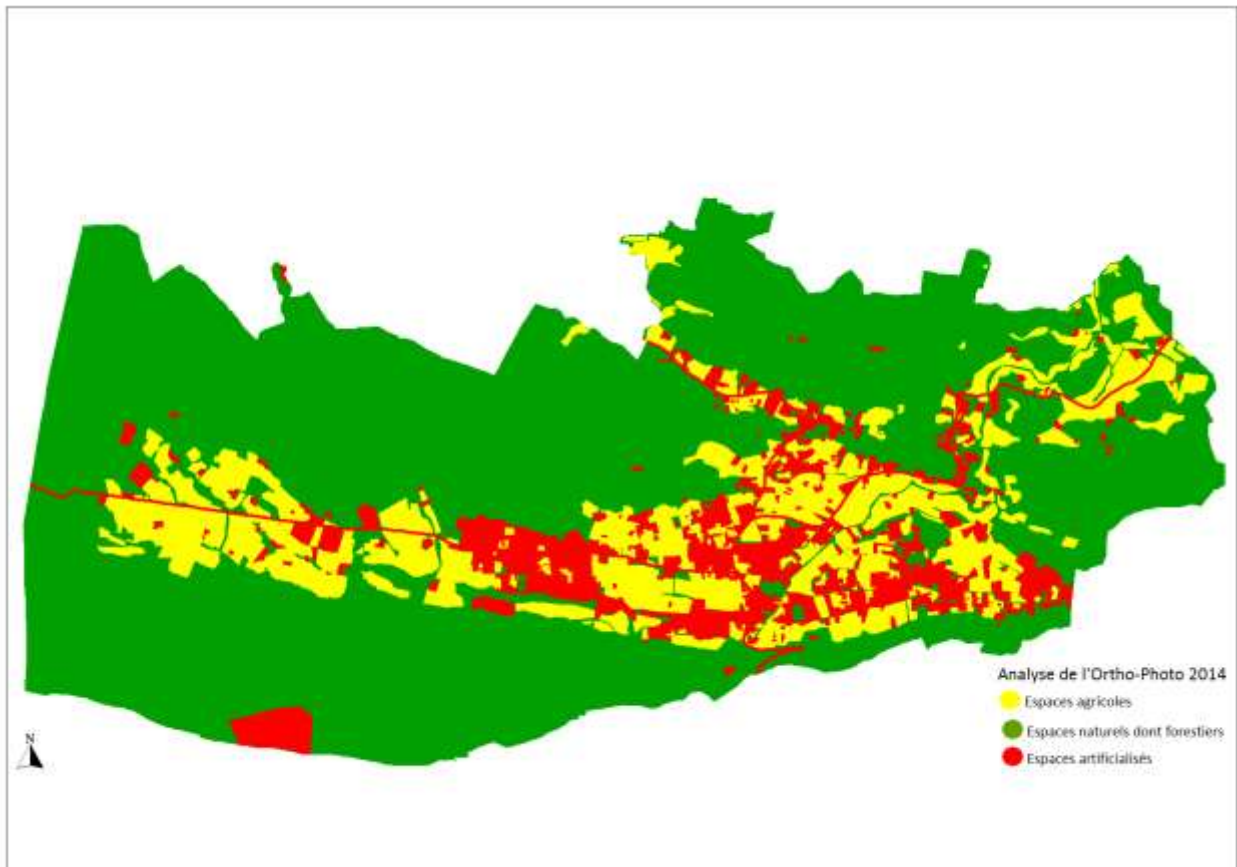 Analyse de l'Ortho-Photo 2014
Espaces agricoles
Espaces naturels dont forestiers
Espaces artificialisés
N